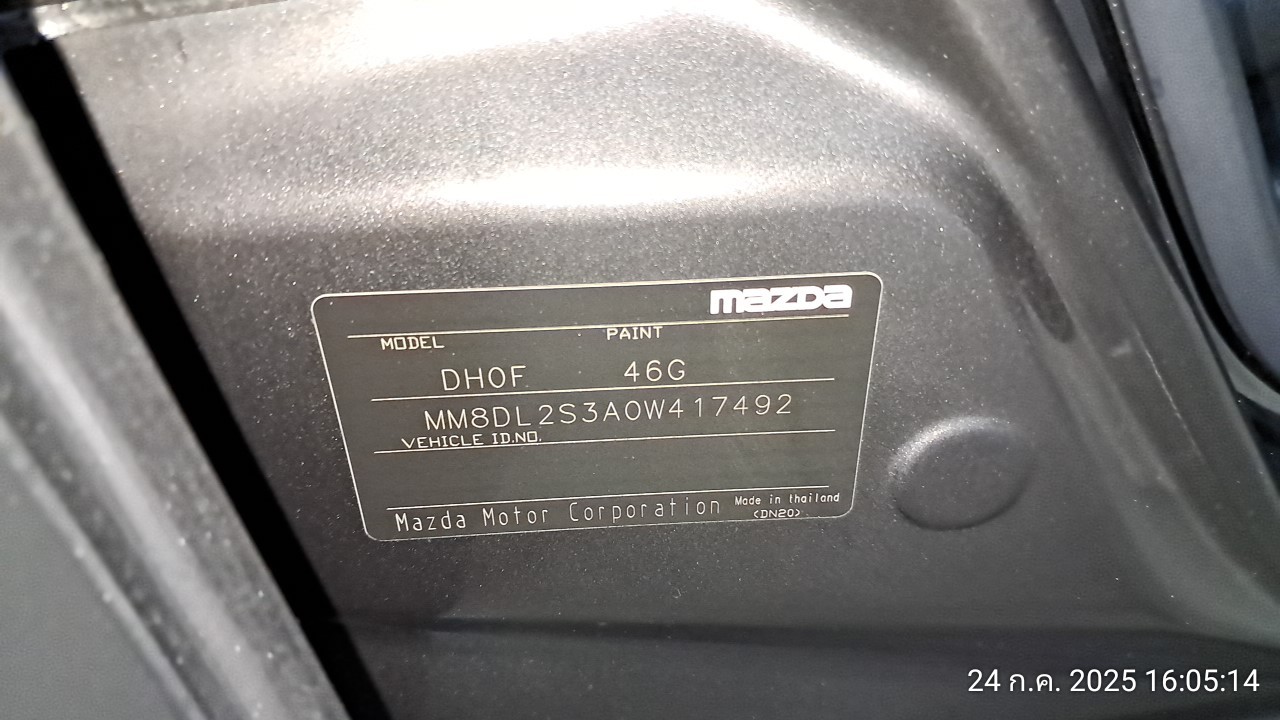 mazda
MODEL PAINT
DH0F 46G
MM8DL2S3A0W417492
VEHICLE ID.NO.
Mazda Motor Corporation Made in thailand
<DN20>
24 ก.ค. 2025 16:05:14